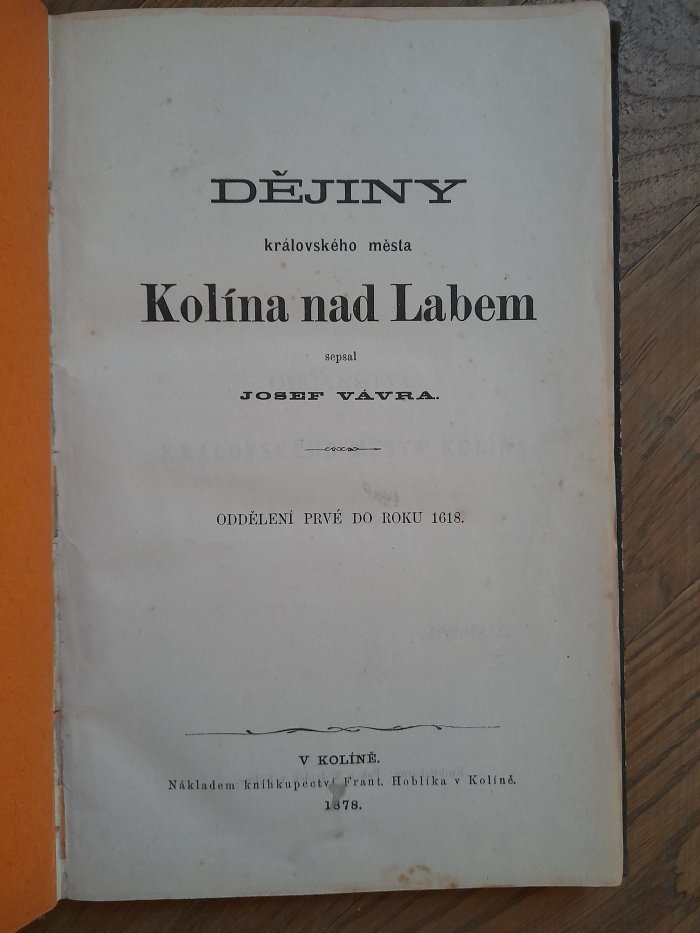 DĚJINY
královského města
Kolína nad Labem
sepsal
JOSEF VÁVRA.
ODDĚLENÍ PRVÉ DO ROKU 1618.
V KOLÍNĚ.
Nákladem knihkupectví Frant. Hoblíka v Kolíně.
1878.